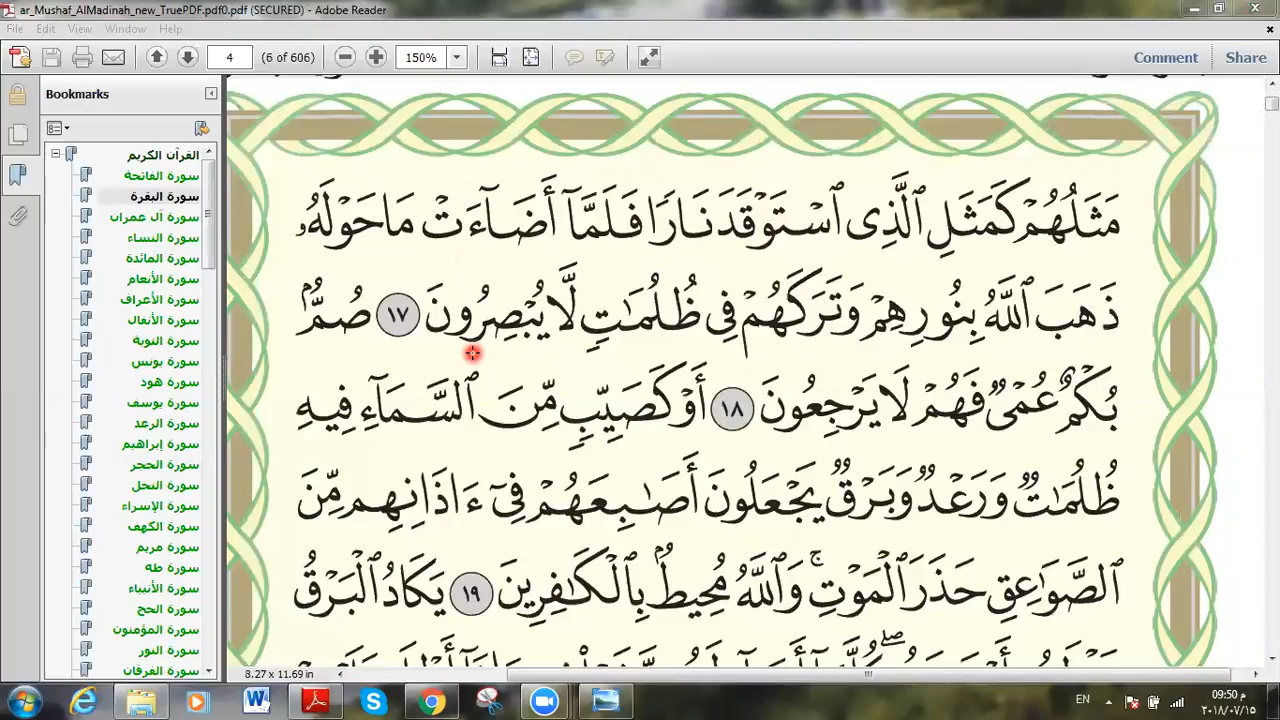 ar_Mushaf_AlMadinah_new_TruePDF.pdf0.pdf (SECURED) - Adobe Reader
File Edit View Window Help
4 (6 of 606) 150% Comment Share
Bookmarks
القرآن الكريم
سورة الفاتحة
سورة البقرة
سورة آل عمران
سورة النساء
سورة المائدة
سورة الأنعام
سورة الأعراف
سورة الأنفال
سورة التوبة
سورة يونس
سورة هود
سورة يوسف
سورة الرعد
سورة إبراهيم
سورة الحجر
سورة النحل
سورة الإسراء
سورة الكهف
سورة مريم
سورة طه
سورة الأنبياء
سورة الحج
سورة المؤمنون
سورة النور
سورة الفرقان
مَثَلُهُمْ كَمَثَلِ ٱلَّذِى ٱسْتَوْقَدَ نَارًا فَلَمَّآ أَضَآءَتْ مَا حَوْلَهُۥ
ذَهَبَ ٱللَّهُ بِنُورِهِمْ وَتَرَكَهُمْ فِى ظُلُمَٰتٍ لَّا يُبْصِرُونَ ١٧ صُمٌّۢ
بُكْمٌ عُمْىٌ فَهُمْ لَا يَرْجِعُونَ ١٨ أَوْ كَصَيِّبٍ مِّنَ ٱلسَّمَآءِ فِيهِ
ظُلُمَٰتٌ وَرَعْدٌ وَبَرْقٌ يَجْعَلُونَ أَصَٰبِعَهُمْ فِىٓ ءَاذَانِهِم مِّنَ
ٱلصَّوَٰعِقِ حَذَرَ ٱلْمَوْتِ ۚ وَٱللَّهُ مُحِيطٌۢ بِٱلْكَٰفِرِينَ ١٩ يَكَادُ ٱلْبَرْقُ
8.27 x 11.69 in
EN
٠٩:٥٠ م
٢٠١٨/٠٧/١٥